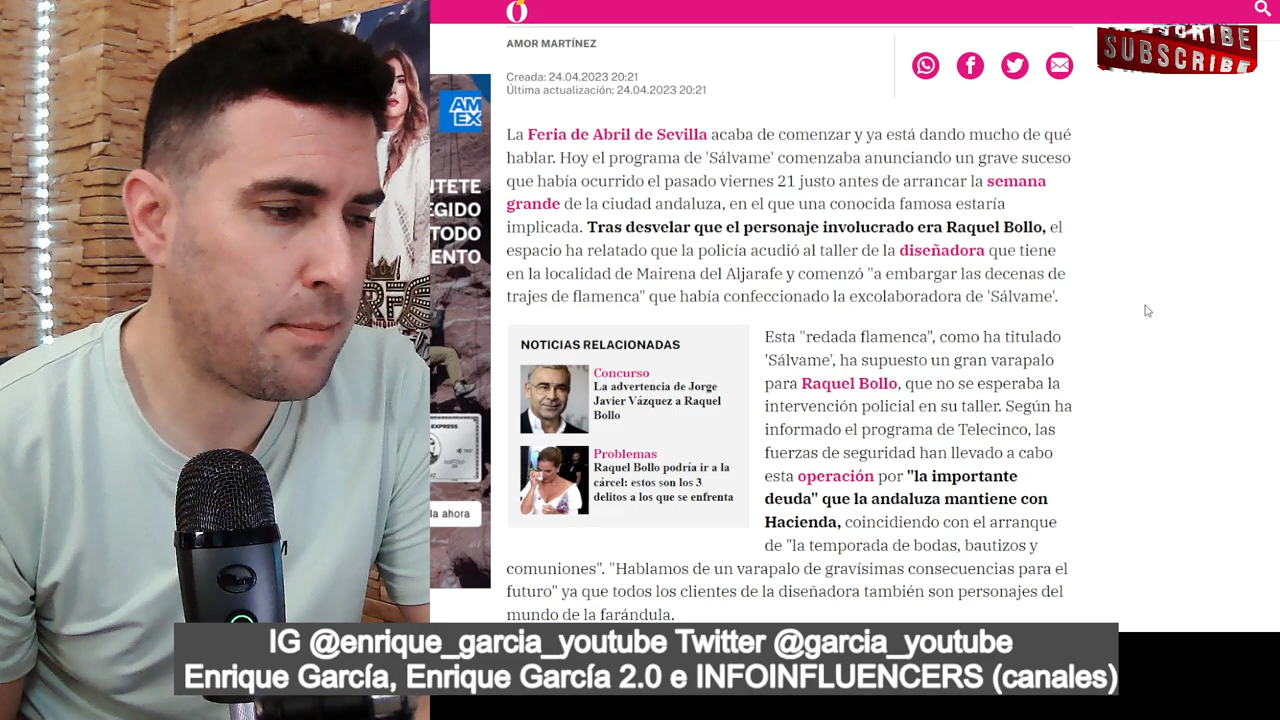 AMOR MARTÍNEZ
Creada: 24.04.2023 20:21
Última actualización: 24.04.2023 20:21
SUBSCRIBE
SUBSCRIBE
AM
EX
NTETE
EGIDO
TODO
ENTO
EXPRESS
la ahora
La Feria de Abril de Sevilla acaba de comenzar y ya está dando mucho de qué
hablar. Hoy el programa de 'Sálvame' comenzaba anunciando un grave suceso
que había ocurrido el pasado viernes 21 justo antes de arrancar la semana
grande de la ciudad andaluza, en el que una conocida famosa estaría
implicada. Tras desvelar que el personaje involucrado era Raquel Bollo, el
espacio ha relatado que la policía acudió al taller de la diseñadora que tiene
en la localidad de Mairena del Aljarafe y comenzó "a embargar las decenas de
trajes de flamenca" que había confeccionado la excolaboradora de 'Sálvame'.
NOTICIAS RELACIONADAS
Concurso
La advertencia de Jorge
Javier Vázquez a Raquel
Bollo
Problemas
Raquel Bollo podría ir a la
cárcel: estos son los 3
delitos a los que se enfrenta
Esta "redada flamenca", como ha titulado
'Sálvame', ha supuesto un gran varapalo
para Raquel Bollo, que no se esperaba la
intervención policial en su taller. Según ha
informado el programa de Telecinco, las
fuerzas de seguridad han llevado a cabo
esta operación por "la importante
deuda" que la andaluza mantiene con
Hacienda, coincidiendo con el arranque
de "la temporada de bodas, bautizos y
comuniones". "Hablamos de un varapalo de gravísimas consecuencias para el
futuro" ya que todos los clientes de la diseñadora también son personajes del
mundo de la farándula.
IG @enrique_garcia_youtube Twitter @garcia_youtube
Enrique García, Enrique García 2.0 e INFOINFLUENCERS (canales)